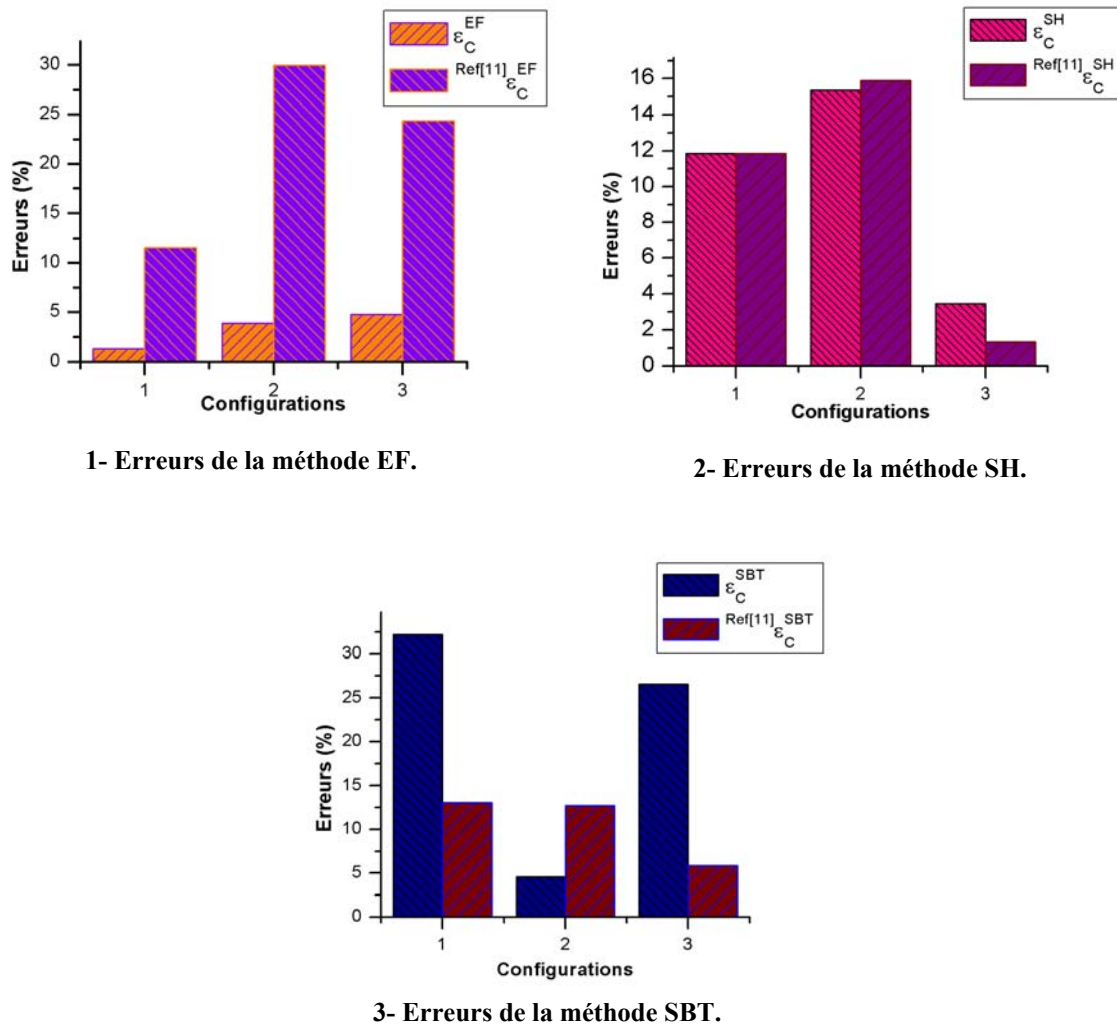 ε_C^EF
Ref[11] ε_C^EF
30
25
20
15
10
5
0
Erreurs (%)
1 2 3
Configurations
1- Erreurs de la méthode EF.
ε_C^SH
Ref[11] ε_C^SH
16
14
12
10
8
6
4
2
0
Erreurs (%)
1 2 3
Configurations
2- Erreurs de la méthode SH.
ε_C^SBT
Ref[11] ε_C^SBT
30
25
20
15
10
5
0
Erreurs (%)
1 2 3
Configurations
3- Erreurs de la méthode SBT.